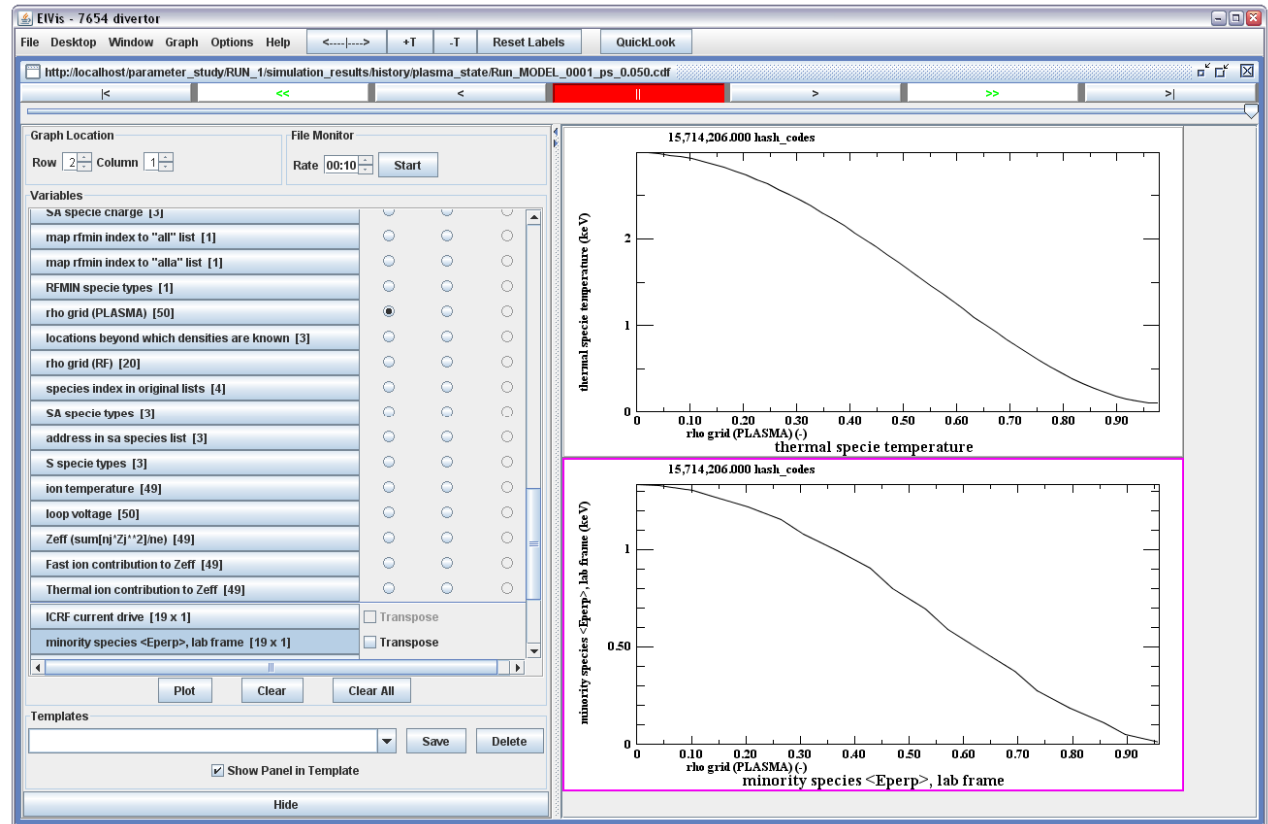 ElVis - 7654 divertor
File Desktop Window Graph Options Help <----|----> +T -T Reset Labels QuickLook
http://localhost/parameter_study/RUN_1/simulation_results/history/plasma_state/Run_MODEL_0001_ps_0.050.cdf
|< << < || > >> >|
Graph Location
Row 2 Column 1
File Monitor
Rate 00:10 Start
Variables
SA specie charge [3]
map rfmin index to "all" list [1]
map rfmin index to "alla" list [1]
RFMIN specie types [1]
rho grid (PLASMA) [50]
locations beyond which densities are known [3]
rho grid (RF) [20]
species index in original lists [4]
SA specie types [3]
address in sa species list [3]
S specie types [3]
ion temperature [49]
loop voltage [50]
Zeff (sum[nj*Zj**2]/ne) [49]
Fast ion contribution to Zeff [49]
Thermal ion contribution to Zeff [49]
ICRF current drive [19 x 1] Transpose
minority species <Eperp>, lab frame [19 x 1] Transpose
Plot Clear Clear All
Templates
Save Delete
Show Panel in Template
Hide
15,714,206.000 hash_codes
thermal specie temperature (keV)
2
1
0
0 0.10 0.20 0.30 0.40 0.50 0.60 0.70 0.80 0.90
rho grid (PLASMA) (-)
thermal specie temperature
15,714,206.000 hash_codes
minority species <Eperp>, lab frame (keV)
1
0.50
0
0 0.10 0.20 0.30 0.40 0.50 0.60 0.70 0.80 0.90
rho grid (PLASMA) (-)
minority species <Eperp>, lab frame